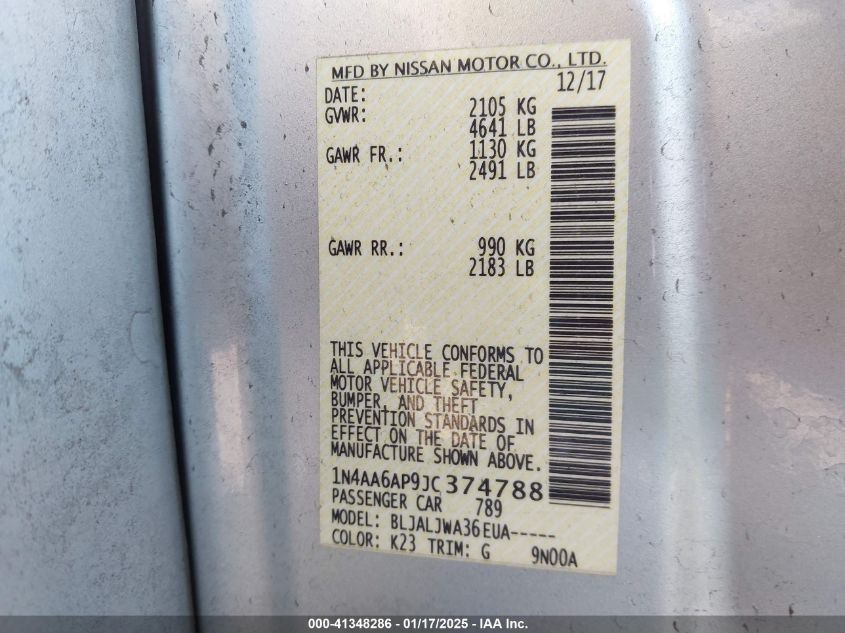 MFD BY NISSAN MOTOR CO., LTD.
DATE: 12/17
GVWR: 2105 KG
4641 LB
GAWR FR.: 1130 KG
2491 LB
GAWR RR.: 990 KG
2183 LB
THIS VEHICLE CONFORMS TO
ALL APPLICABLE FEDERAL
MOTOR VEHICLE SAFETY,
BUMPER, AND THEFT
PREVENTION STANDARDS IN
EFFECT ON THE DATE OF
MANUFACTURE SHOWN ABOVE.
1N4AA6AP9JC374788
PASSENGER CAR 789
MODEL: BLJALJWA36EUA-----
COLOR: K23 TRIM: G 9N00A
000-41348286 - 01/17/2025 - IAA Inc.